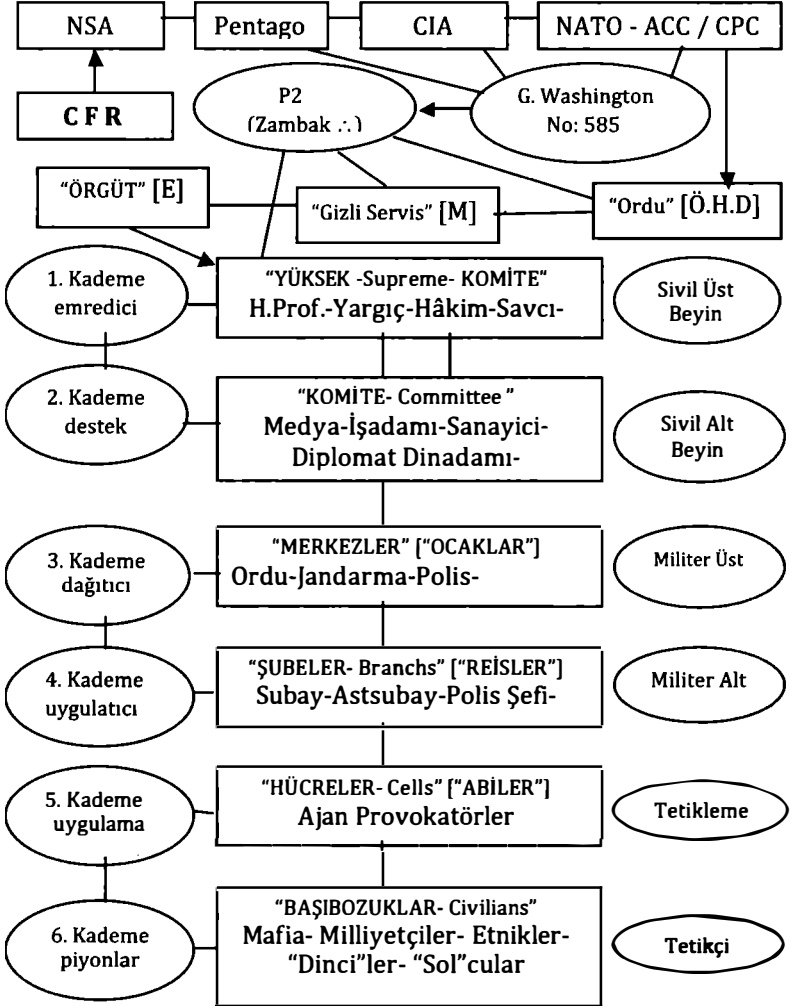 NSA
Pentago
CIA
NATO - ACC / CPC
CFR
P2
(Zambak ∴)
G. Washington
No: 585
“ÖRGÜT” [E]
“Gizli Servis” [M]
“Ordu” [Ö.H.D]
1. Kademe
emredici
“YÜKSEK -Supreme- KOMİTE“
H.Prof.-Yargıç-Hâkim-Savcı-
Sivil Üst
Beyin
2. Kademe
destek
“KOMİTE- Committee ”
Medya-İşadamı-Sanayici-
Diplomat Dinadamı-
Sivil Alt
Beyin
3. Kademe
dağıtıcı
“MERKEZLER” [“OCAKLAR”]
Ordu-Jandarma-Polis-
Militer Üst
4. Kademe
uygulatıcı
“ŞUBELER- Branchs” [“REİSLER”]
Subay-Astsubay-Polis Şefi-
Militer Alt
5. Kademe
uygulama
“HÜCRELER- Cells” [“ABİLER”]
Ajan Provokatörler
Tetikleme
6. Kademe
piyonlar
“BAŞIBOZUKLAR- Civilians”
Mafia- Milliyetçiler- Etnikler-
“Dinci”ler- “Sol”cular
Tetikçi